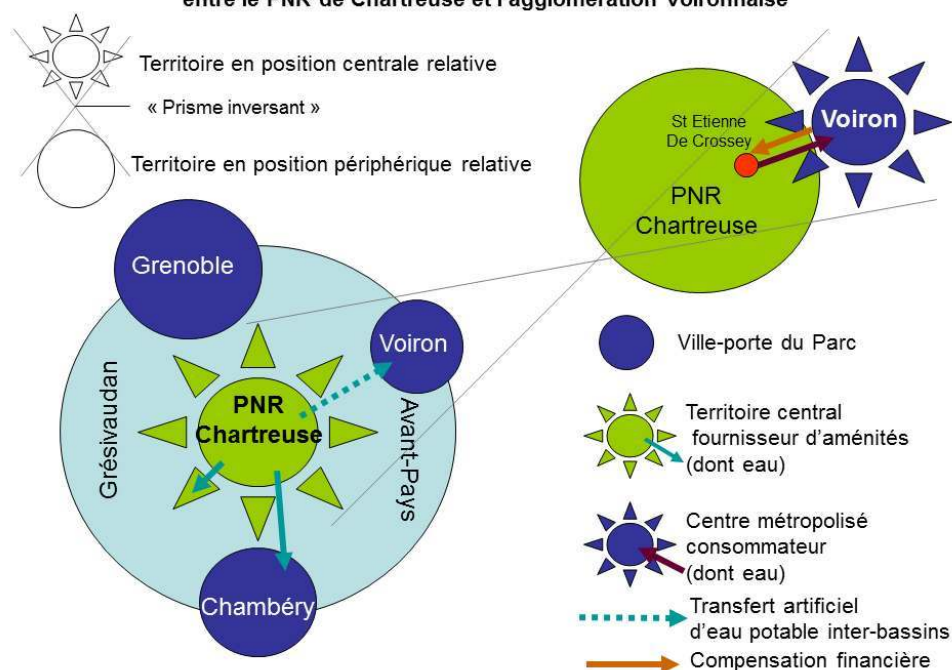 entre le PNR de Chartreuse et l'agglomération Voironnaise
Territoire en position centrale relative
« Prisme inversant »
Territoire en position périphérique relative
St Etienne
De Crossey
Voiron
PNR
Chartreuse
Grenoble
Voiron
PNR
Chartreuse
Grésivaudan
Avant-Pays
Chambéry
Ville-porte du Parc
Territoire central
fournisseur d'aménités
(dont eau)
Centre métropolisé
consommateur
(dont eau)
Transfert artificiel
d'eau potable inter-bassins
Compensation financière